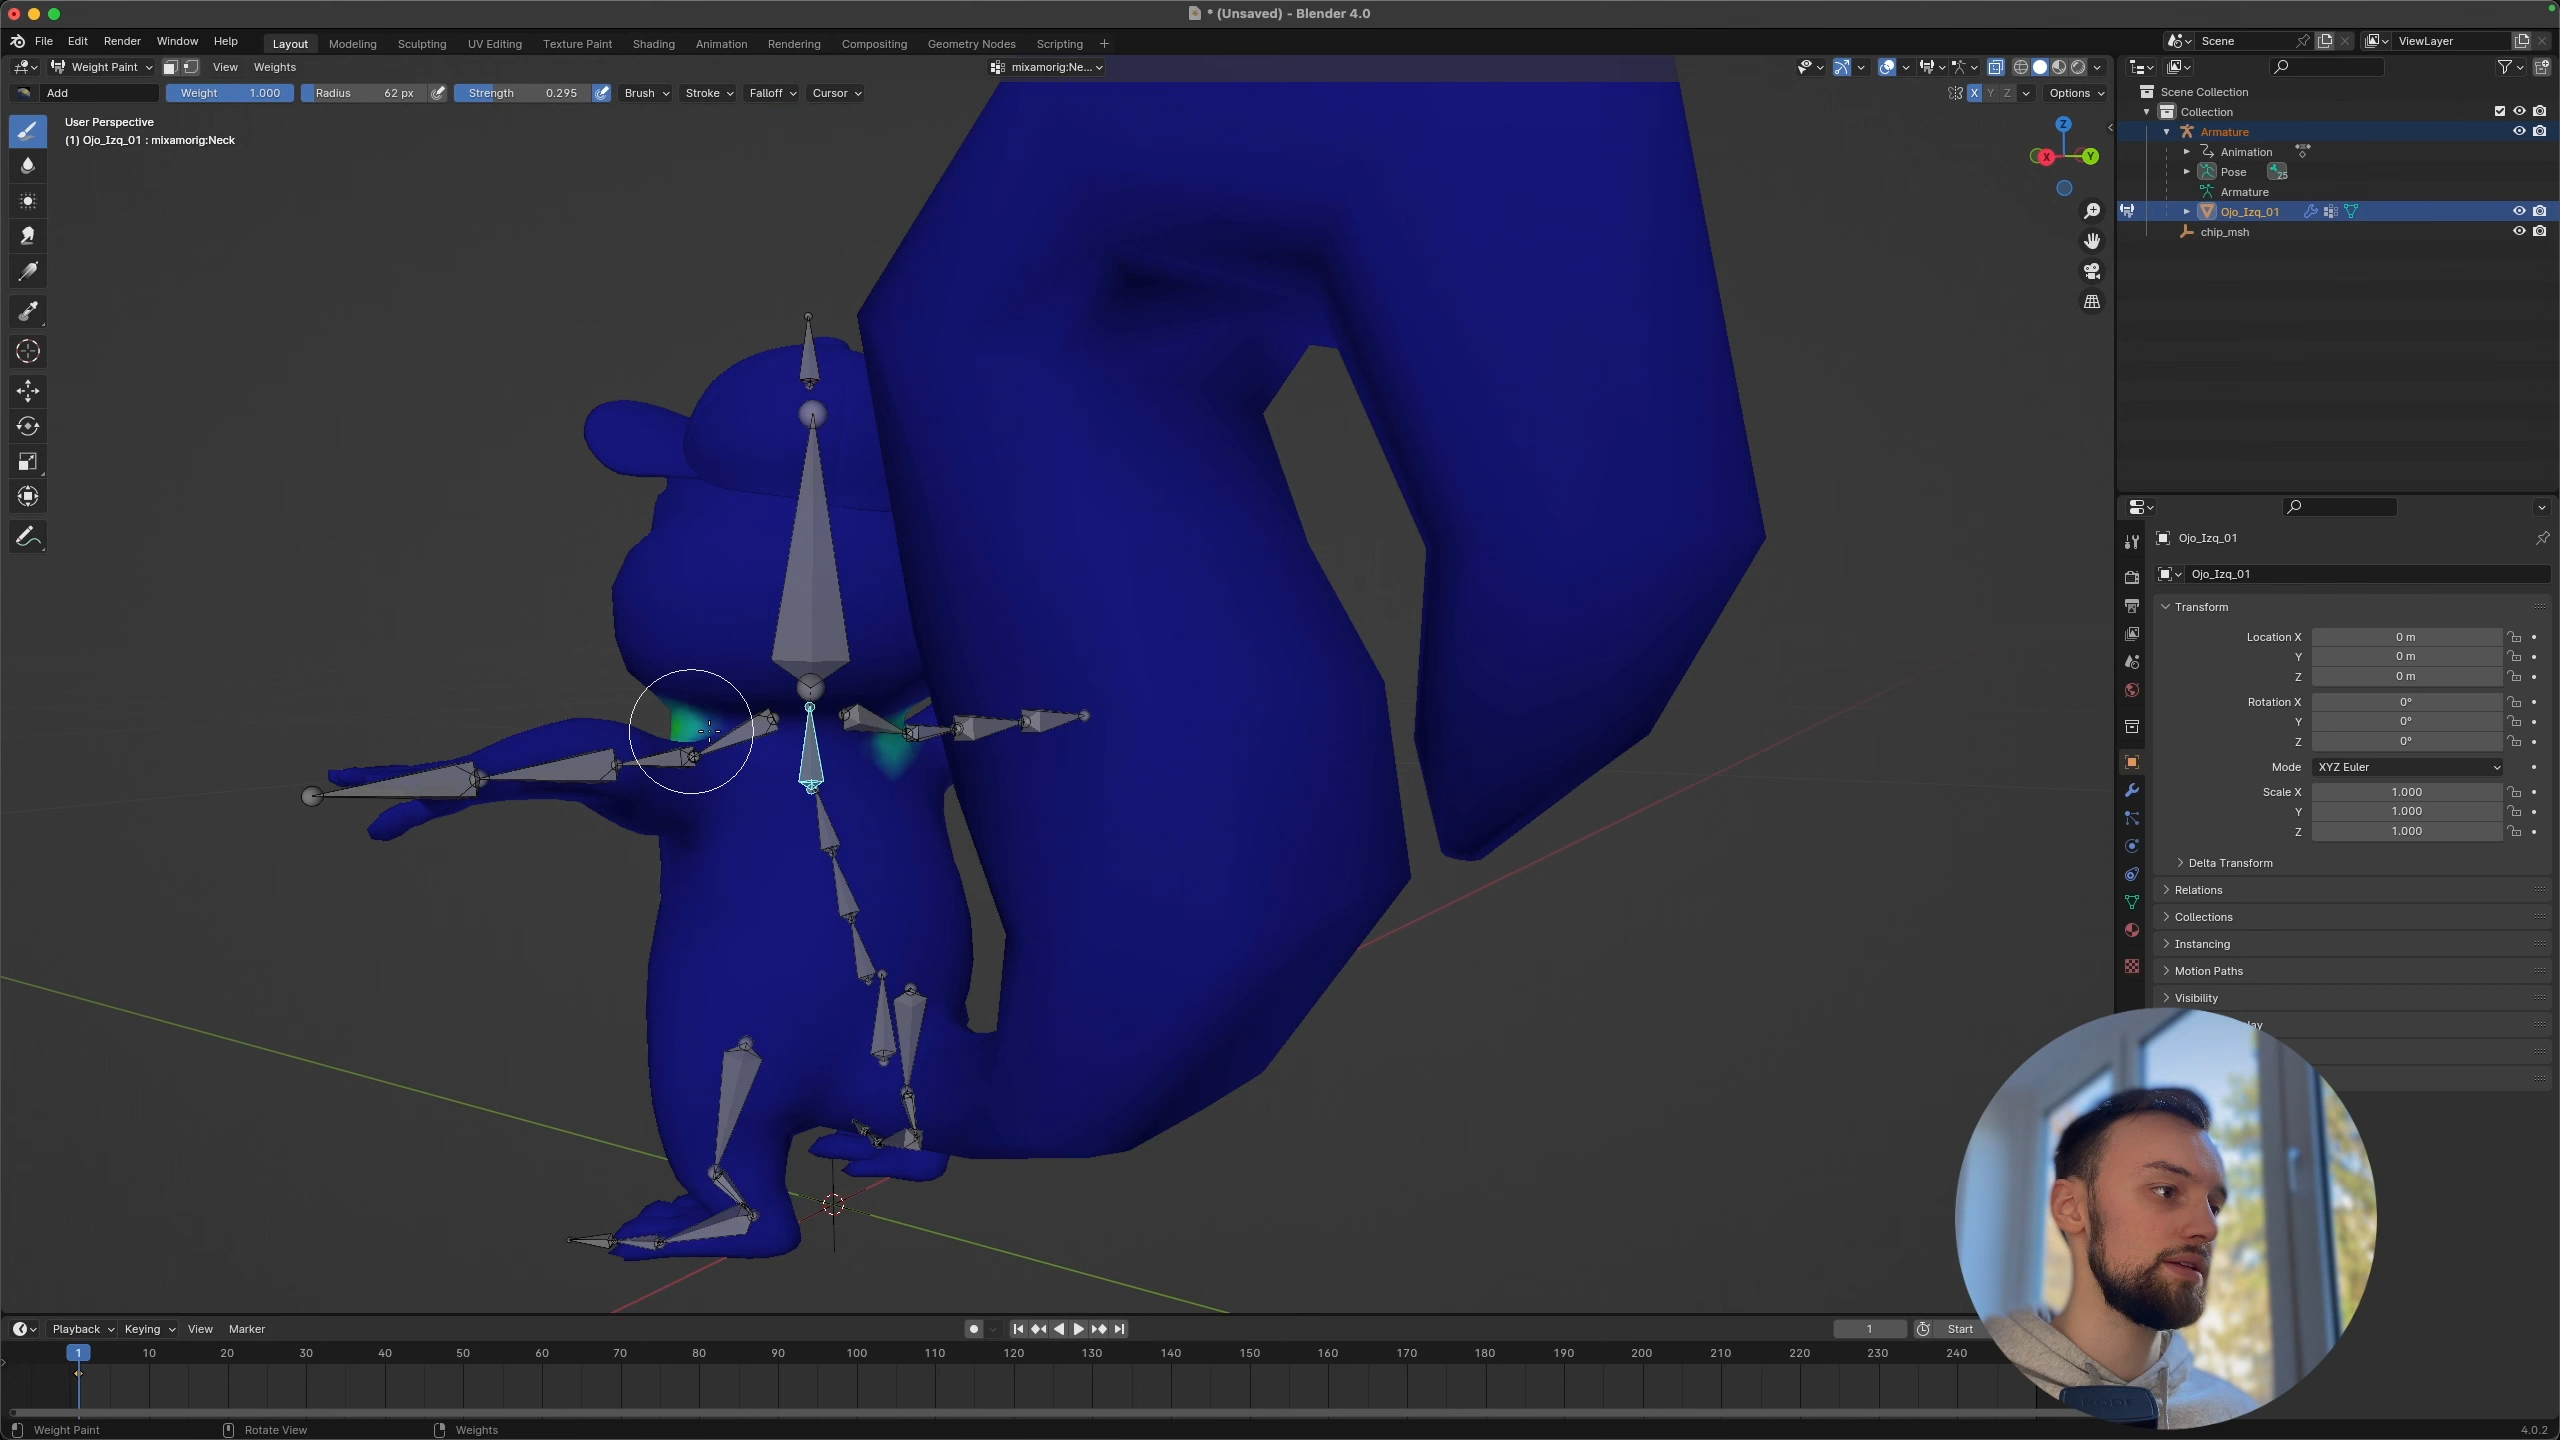 * (Unsaved) - Blender 4.0
File Edit Render Window Help
Layout Modeling Sculpting UV Editing Texture Paint Shading Animation Rendering Compositing Geometry Nodes Scripting +
Scene
ViewLayer
Weight Paint View Weights
mixamorig:Ne...
Add
Weight 1.000
Radius 62 px
Strength 0.295
Brush Stroke Falloff Cursor
X Y Z
Options
User Perspective
(1) Ojo_Izq_01 : mixamorig:Neck
Z
X
Y
Scene Collection
Collection
Armature
Animation
Pose
25
Armature
Ojo_Izq_01
chip_msh
Ojo_Izq_01
Ojo_Izq_01
Transform
Location X 0 m
Y 0 m
Z 0 m
Rotation X 0°
Y 0°
Z 0°
Mode XYZ Euler
Scale X 1.000
Y 1.000
Z 1.000
Delta Transform
Relations
Collections
Instancing
Motion Paths
Visibility
Playback Keying View Marker
1
Start
1 10 20 30 40 50 60 70 80 90 100 110 120 130 140 150 160 170 180 190 200 210 220 230 240
Weight Paint Rotate View Weights
4.0.2